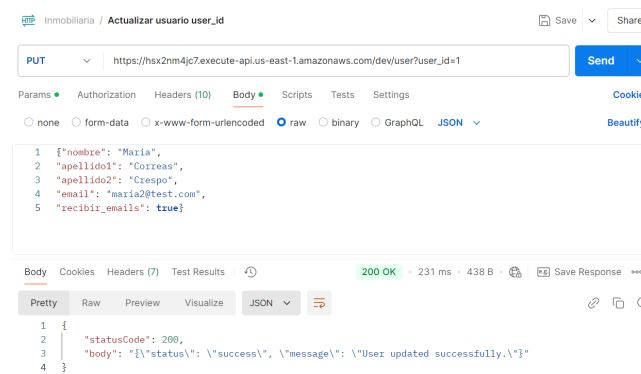 HTTP Inmobiliaria / Actualizar usuario user_id Save Share
PUT https://hsx2nm4jc7.execute-api.us-east-1.amazonaws.com/dev/user?user_id=1 Send
Params Authorization Headers (10) Body Scripts Tests Settings Cookie
none form-data x-www-form-urlencoded raw binary GraphQL JSON Beautify
1 {"nombre": "Maria",
2 "apellido1": "Correas",
3 "apellido2": "Crespo",
4 "email": "maria2@test.com",
5 "recibir_emails": true}
Body Cookies Headers (7) Test Results 200 OK 231 ms 438 B e.g. Save Response
Pretty Raw Preview Visualize JSON
1 {
2 "statusCode": 200,
3 "body": "{\"status\": \"success\", \"message\": \"User updated successfully.\"}"
4 }